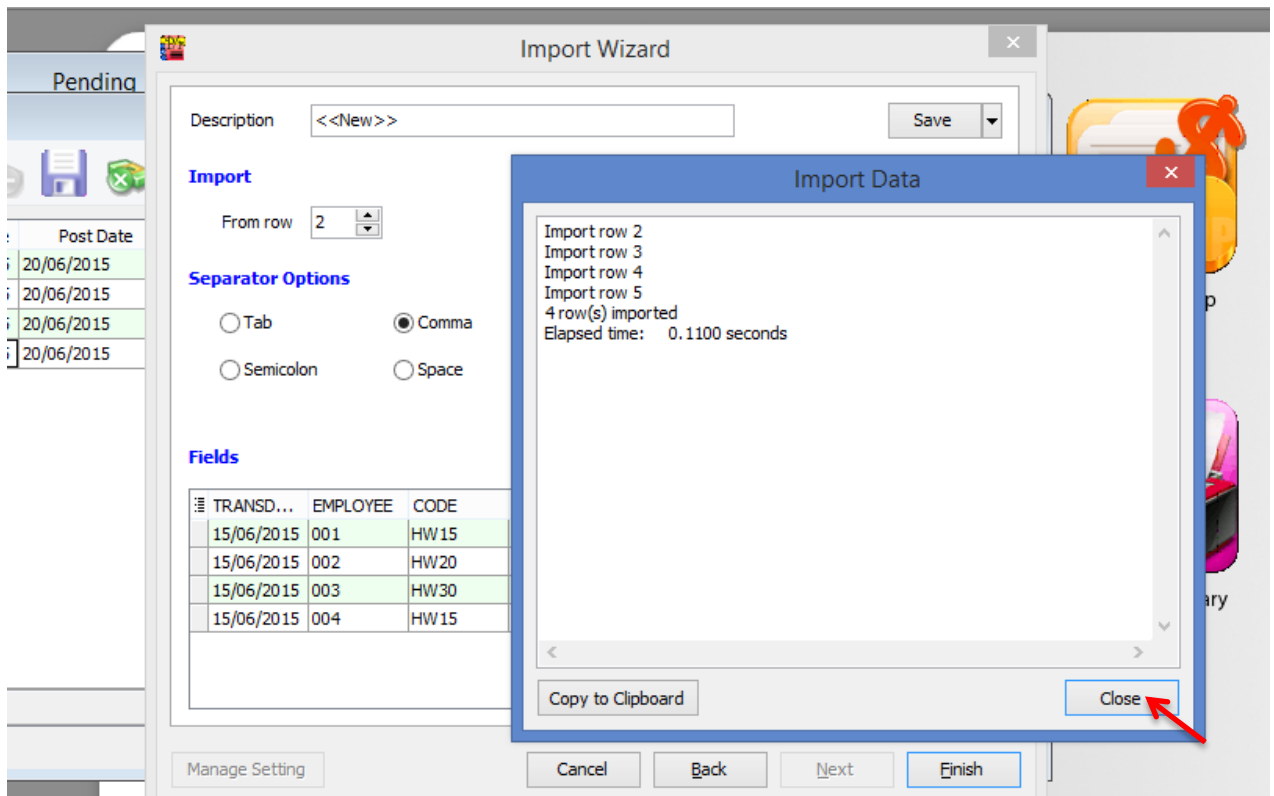 Import Wizard
Pending
Description <<New>> Save
Import
Import Data
From row 2
Post Date
20/06/2015
20/06/2015
20/06/2015
20/06/2015
Separator Options
Tab Comma
Semicolon Space
Import row 2
Import row 3
Import row 4
Import row 5
4 row(s) imported
Elapsed time: 0.1100 seconds
Fields
TRANSD... EMPLOYEE CODE
15/06/2015 001 HW15
15/06/2015 002 HW20
15/06/2015 003 HW30
15/06/2015 004 HW15
Copy to Clipboard Close
Manage Setting Cancel Back Next Finish